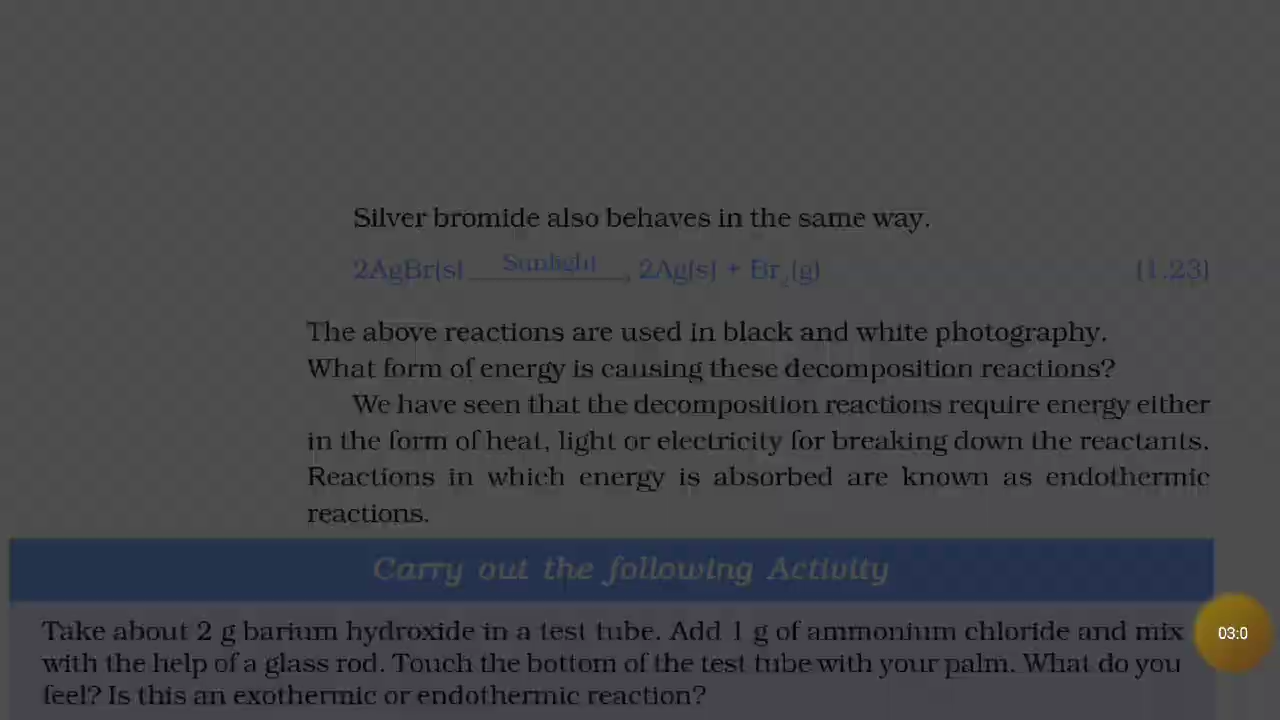 Silver bromide also behaves in the same way.
2AgBr(s) Sunlight → 2Ag(s) + Br₂(g) (1.23)
The above reactions are used in black and white photography.
What form of energy is causing these decomposition reactions?
We have seen that the decomposition reactions require energy either
in the form of heat, light or electricity for breaking down the reactants.
Reactions in which energy is absorbed are known as endothermic
reactions.
Carry out the following Activity
Take about 2 g barium hydroxide in a test tube. Add 1 g of ammonium chloride and mix
with the help of a glass rod. Touch the bottom of the test tube with your palm. What do you
feel? Is this an exothermic or endothermic reaction?
03:0